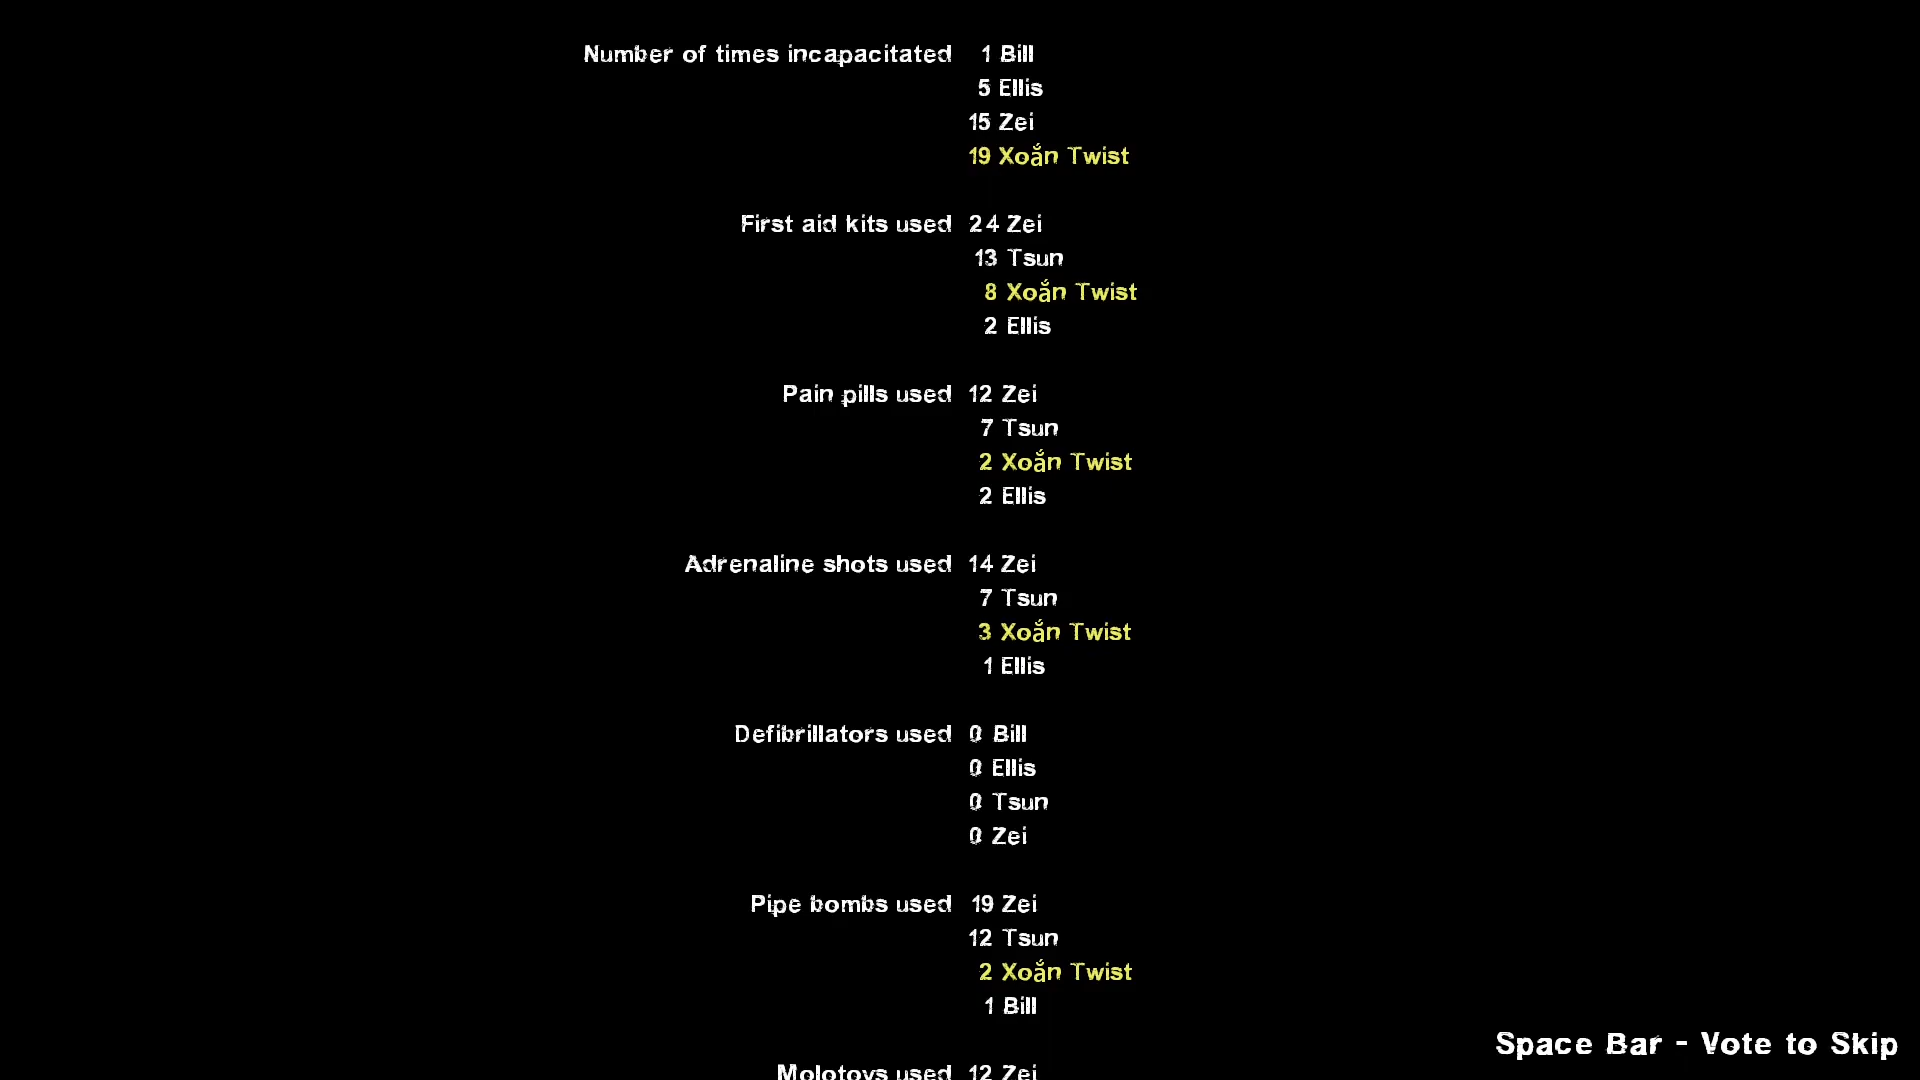 Number of times incapacitated 1 Bill
5 Ellis
15 Zei
19 Xoắn Twist
First aid kits used 24 Zei
13 Tsun
8 Xoắn Twist
2 Ellis
Pain pills used 12 Zei
7 Tsun
2 Xoắn Twist
2 Ellis
Adrenaline shots used 14 Zei
7 Tsun
3 Xoắn Twist
1 Ellis
Defibrillators used 0 Bill
0 Ellis
0 Tsun
0 Zei
Pipe bombs used 19 Zei
12 Tsun
2 Xoắn Twist
1 Bill
Space Bar - Vote to Skip
Molotovs used 12 Zei